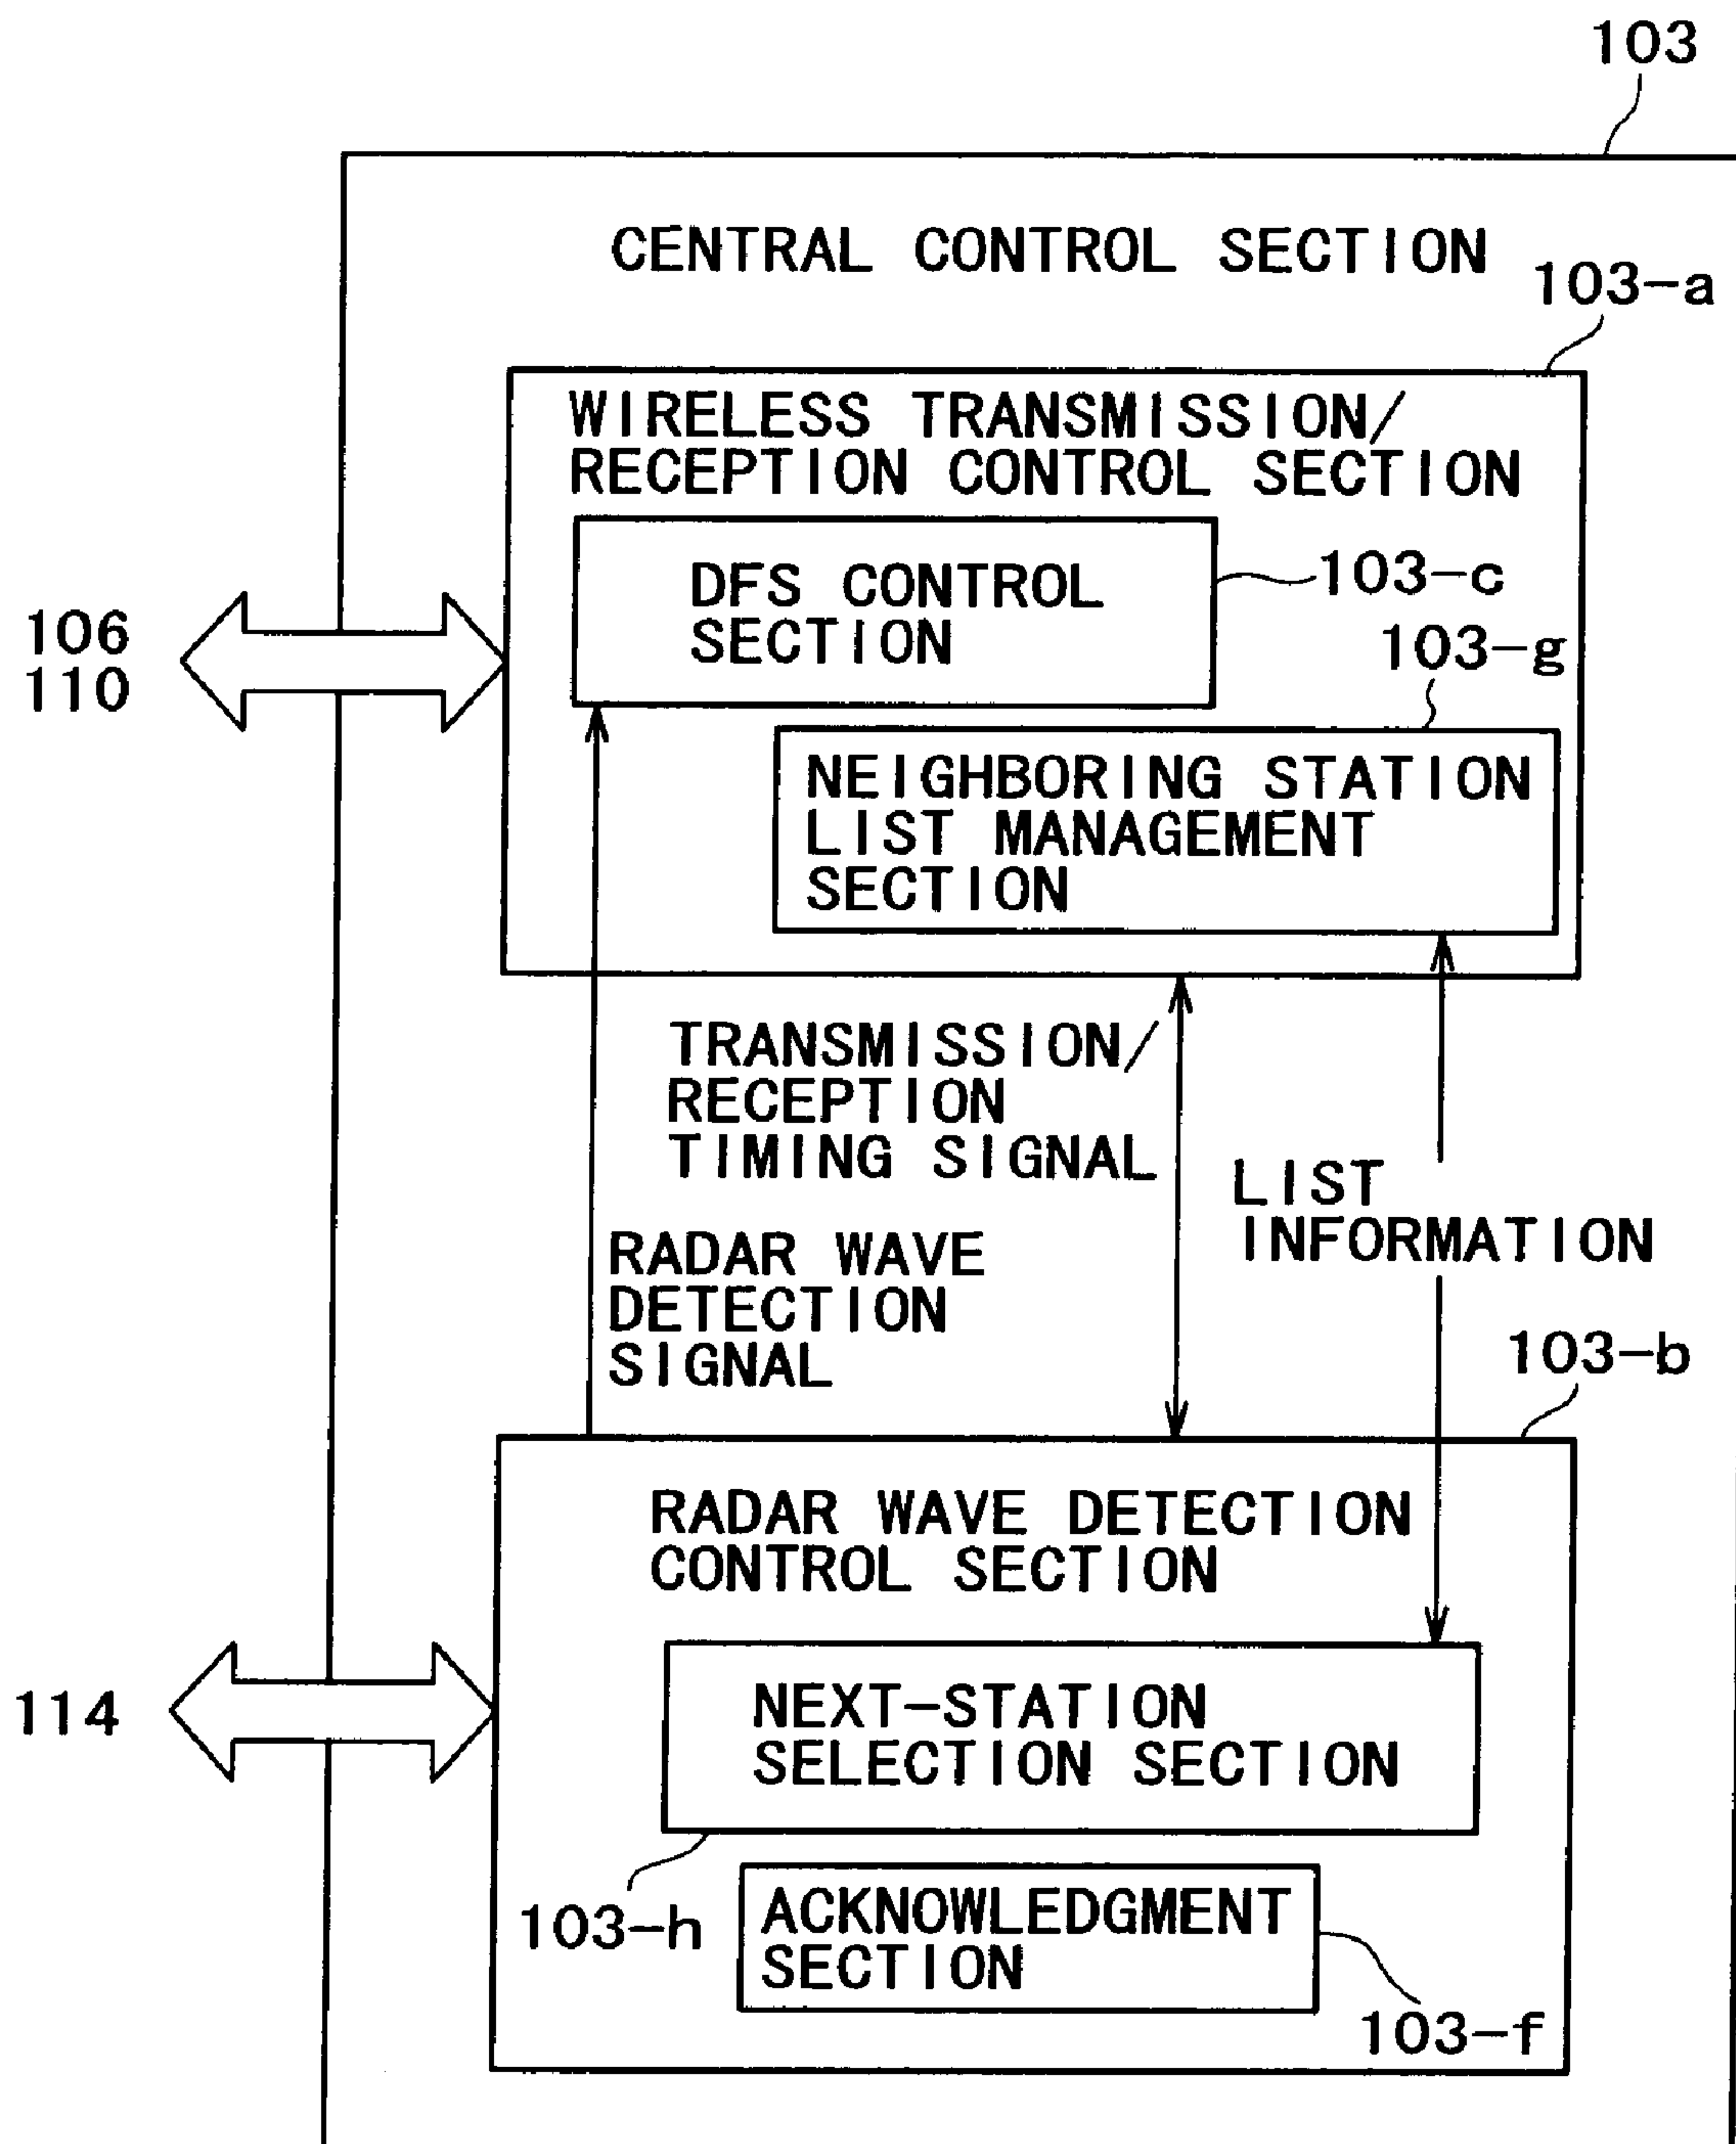 103
CENTRAL CONTROL SECTION
103-a
WIRELESS TRANSMISSION/
RECEPTION CONTROL SECTION
DFS CONTROL
SECTION
103-c
103-g
106
110
NEIGHBORING STATION
LIST MANAGEMENT
SECTION
TRANSMISSION/
RECEPTION
TIMING SIGNAL
LIST
INFORMATION
RADAR WAVE
DETECTION
SIGNAL
103-b
RADAR WAVE DETECTION
CONTROL SECTION
114
NEXT-STATION
SELECTION SECTION
103-h
ACKNOWLEDGMENT
SECTION
103-f